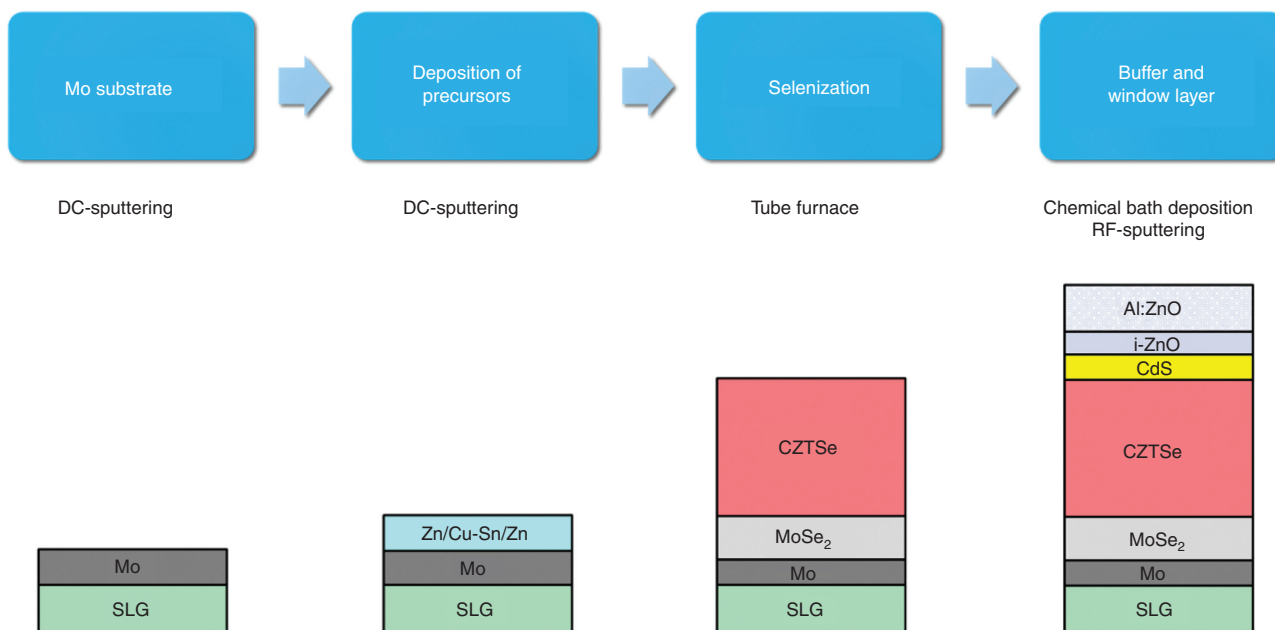 Mo substrate
Deposition of
precursors
Selenization
Buffer and
window layer
DC-sputtering
DC-sputtering
Tube furnace
Chemical bath deposition
RF-sputtering
Mo
SLG
Zn/Cu-Sn/Zn
Mo
SLG
CZTSe
MoSe₂
Mo
SLG
Al:ZnO
i-ZnO
CdS
CZTSe
MoSe₂
Mo
SLG